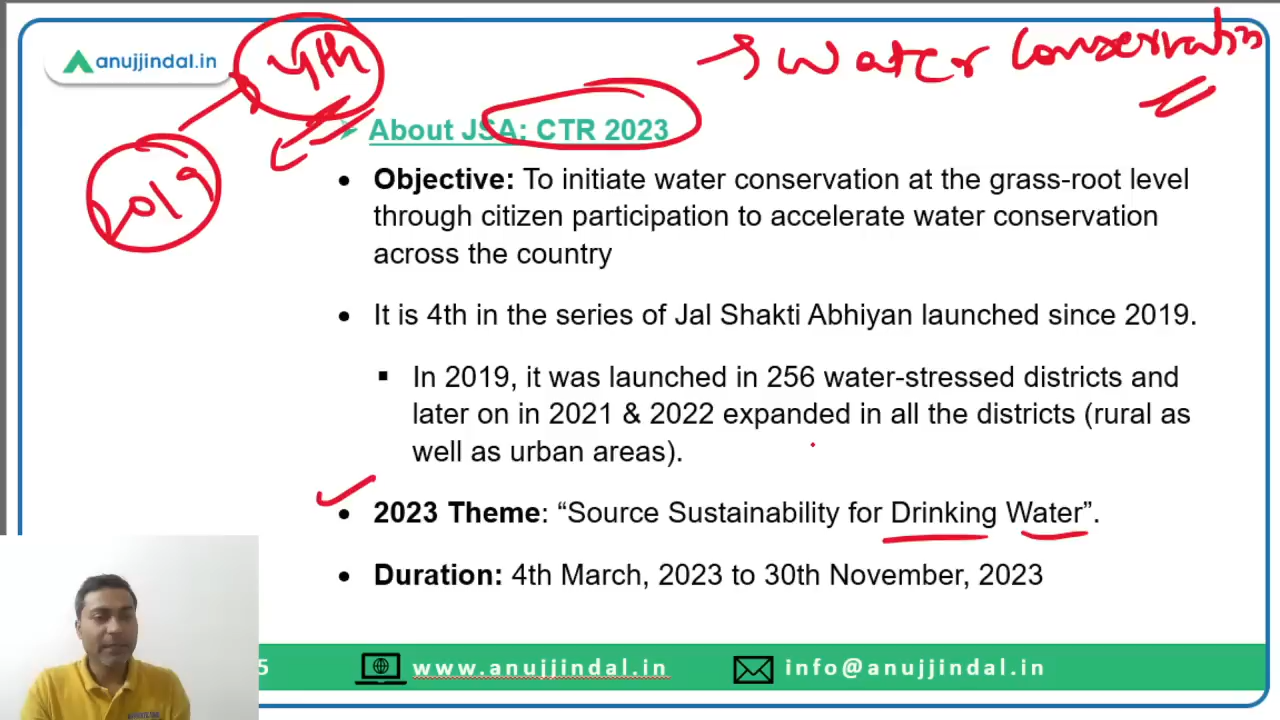 anujjindal.in
4th
→ Water Conservation
2019
➢ About JSA: CTR 2023
• Objective: To initiate water conservation at the grass-root level
through citizen participation to accelerate water conservation
across the country
• It is 4th in the series of Jal Shakti Abhiyan launched since 2019.
▪ In 2019, it was launched in 256 water-stressed districts and
later on in 2021 & 2022 expanded in all the districts (rural as
well as urban areas).
• 2023 Theme: “Source Sustainability for Drinking Water”.
• Duration: 4th March, 2023 to 30th November, 2023
5 www.anujjindal.in info@anujjindal.in